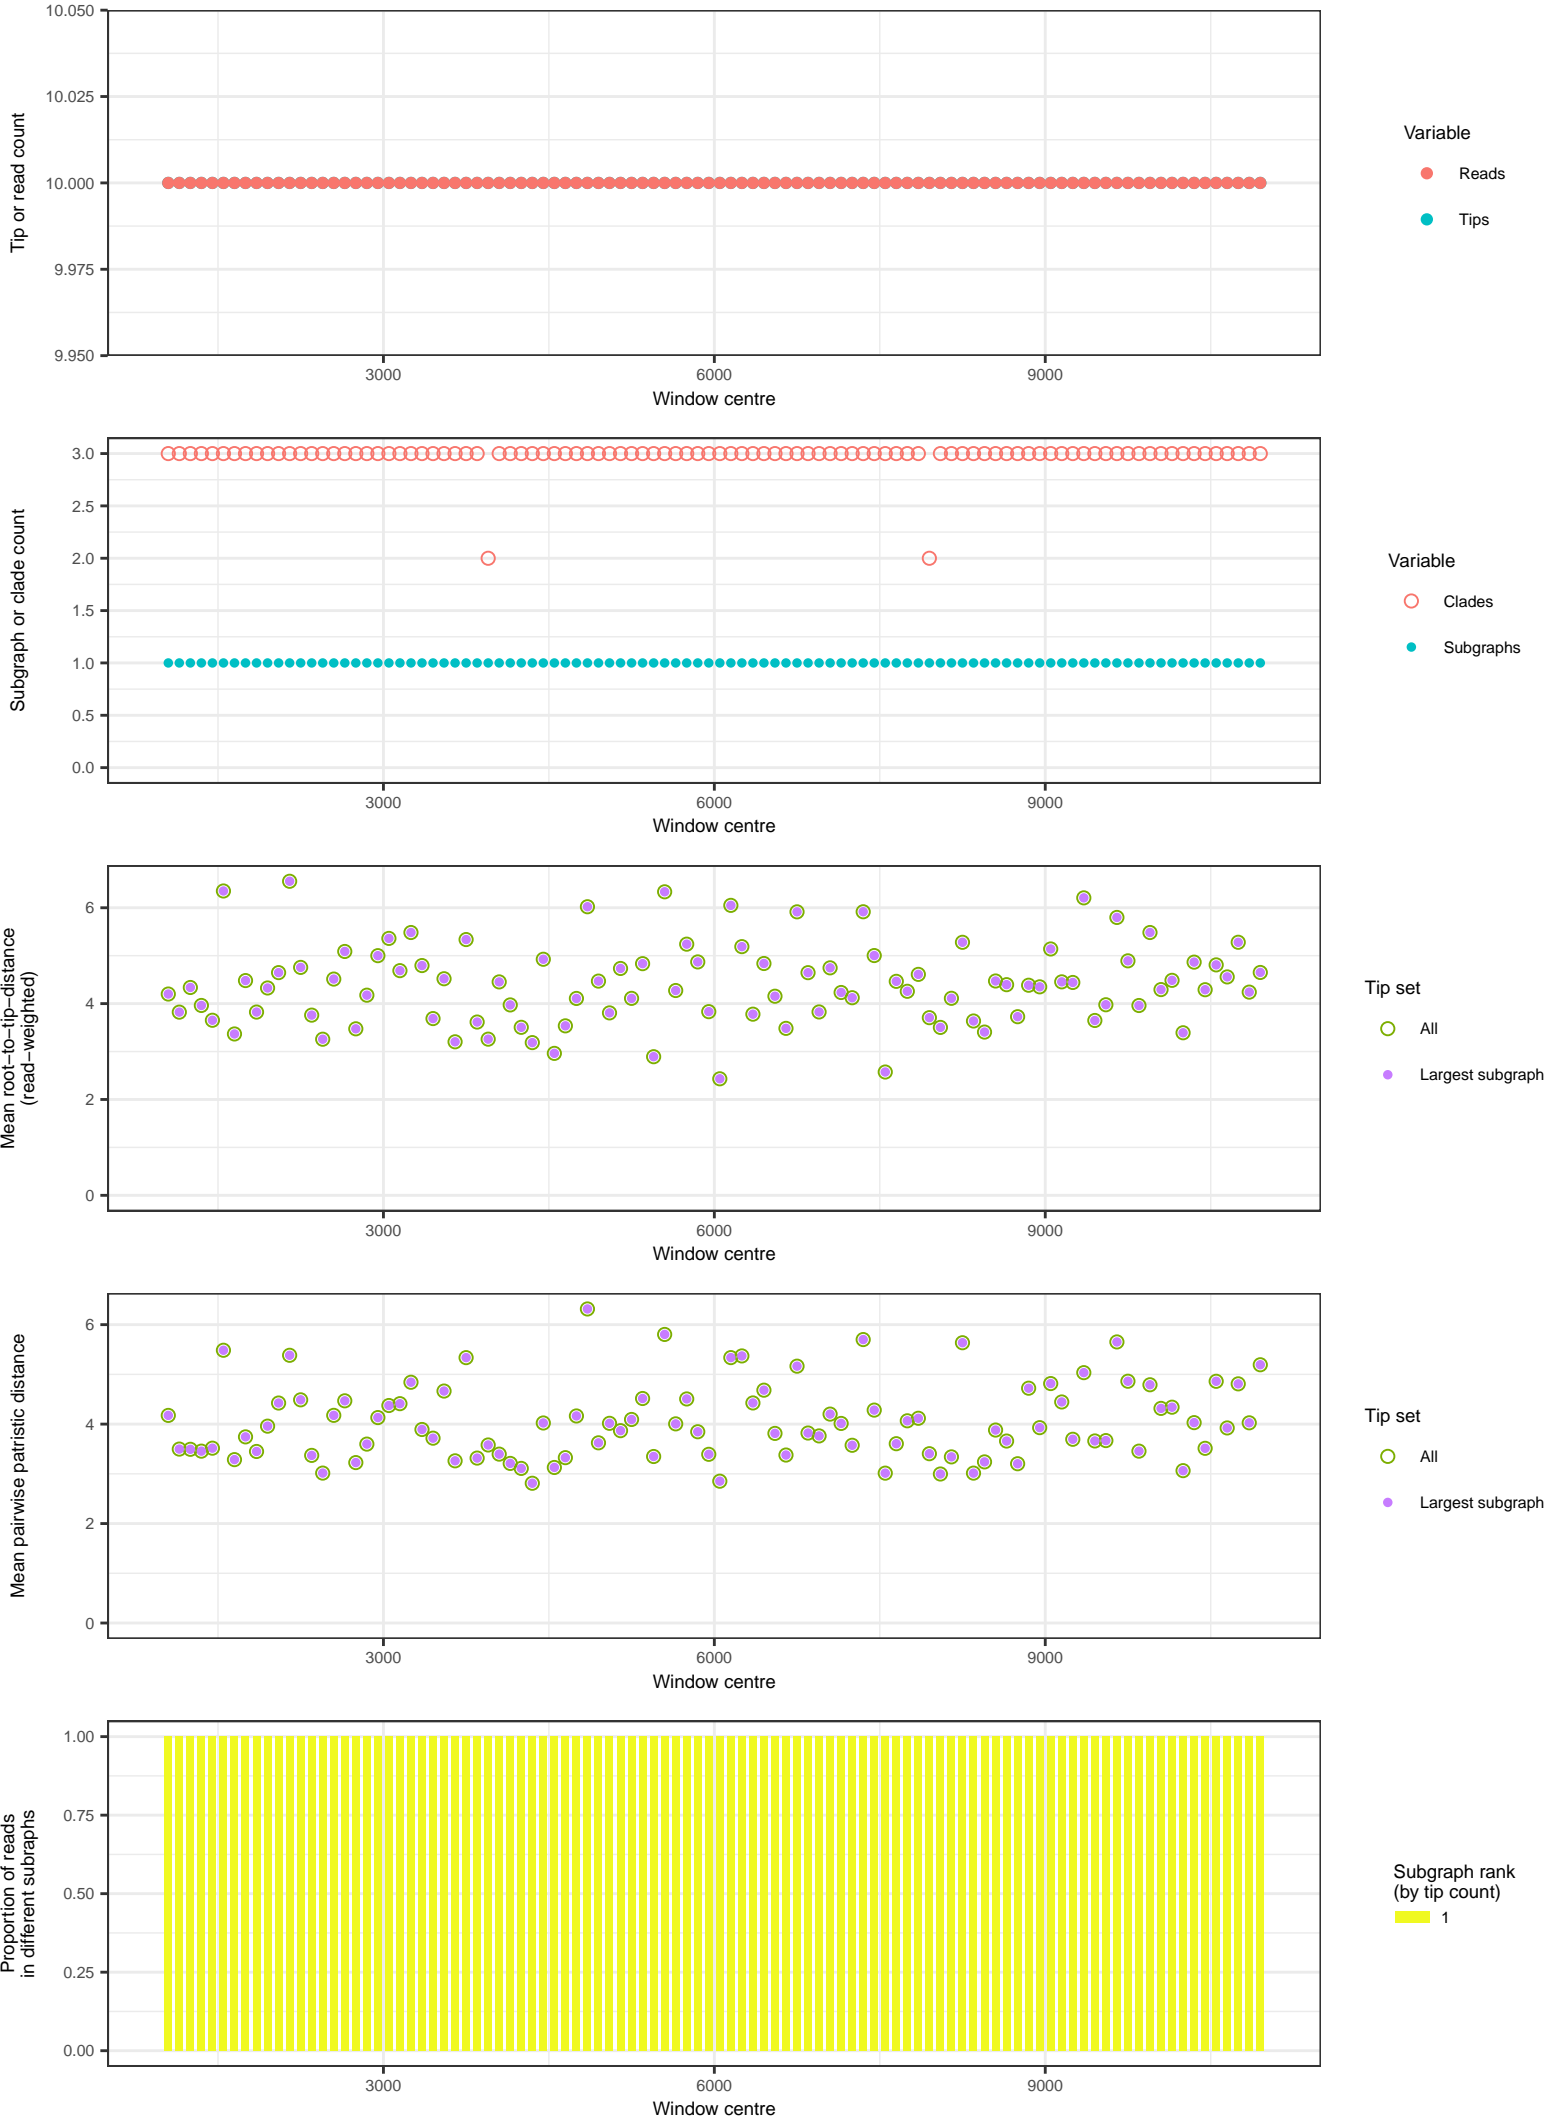 10.050
10.025
10.000
9.975
9.950
Tip or read count
3000 6000 9000
Window centre
Variable
Reads
Tips
3.0
2.5
2.0
1.5
1.0
0.5
0.0
Subgraph or clade count
3000 6000 9000
Window centre
Variable
Clades
Subgraphs
6
4
2
0
Mean root−to−tip−distance
(read−weighted)
3000 6000 9000
Window centre
Tip set
All
Largest subgraph
6
4
2
0
Mean pairwise patristic distance
3000 6000 9000
Window centre
Tip set
All
Largest subgraph
1.00
0.75
0.50
0.25
0.00
Proportion of reads
in different subraphs
3000 6000 9000
Window centre
Subgraph rank
(by tip count)
1